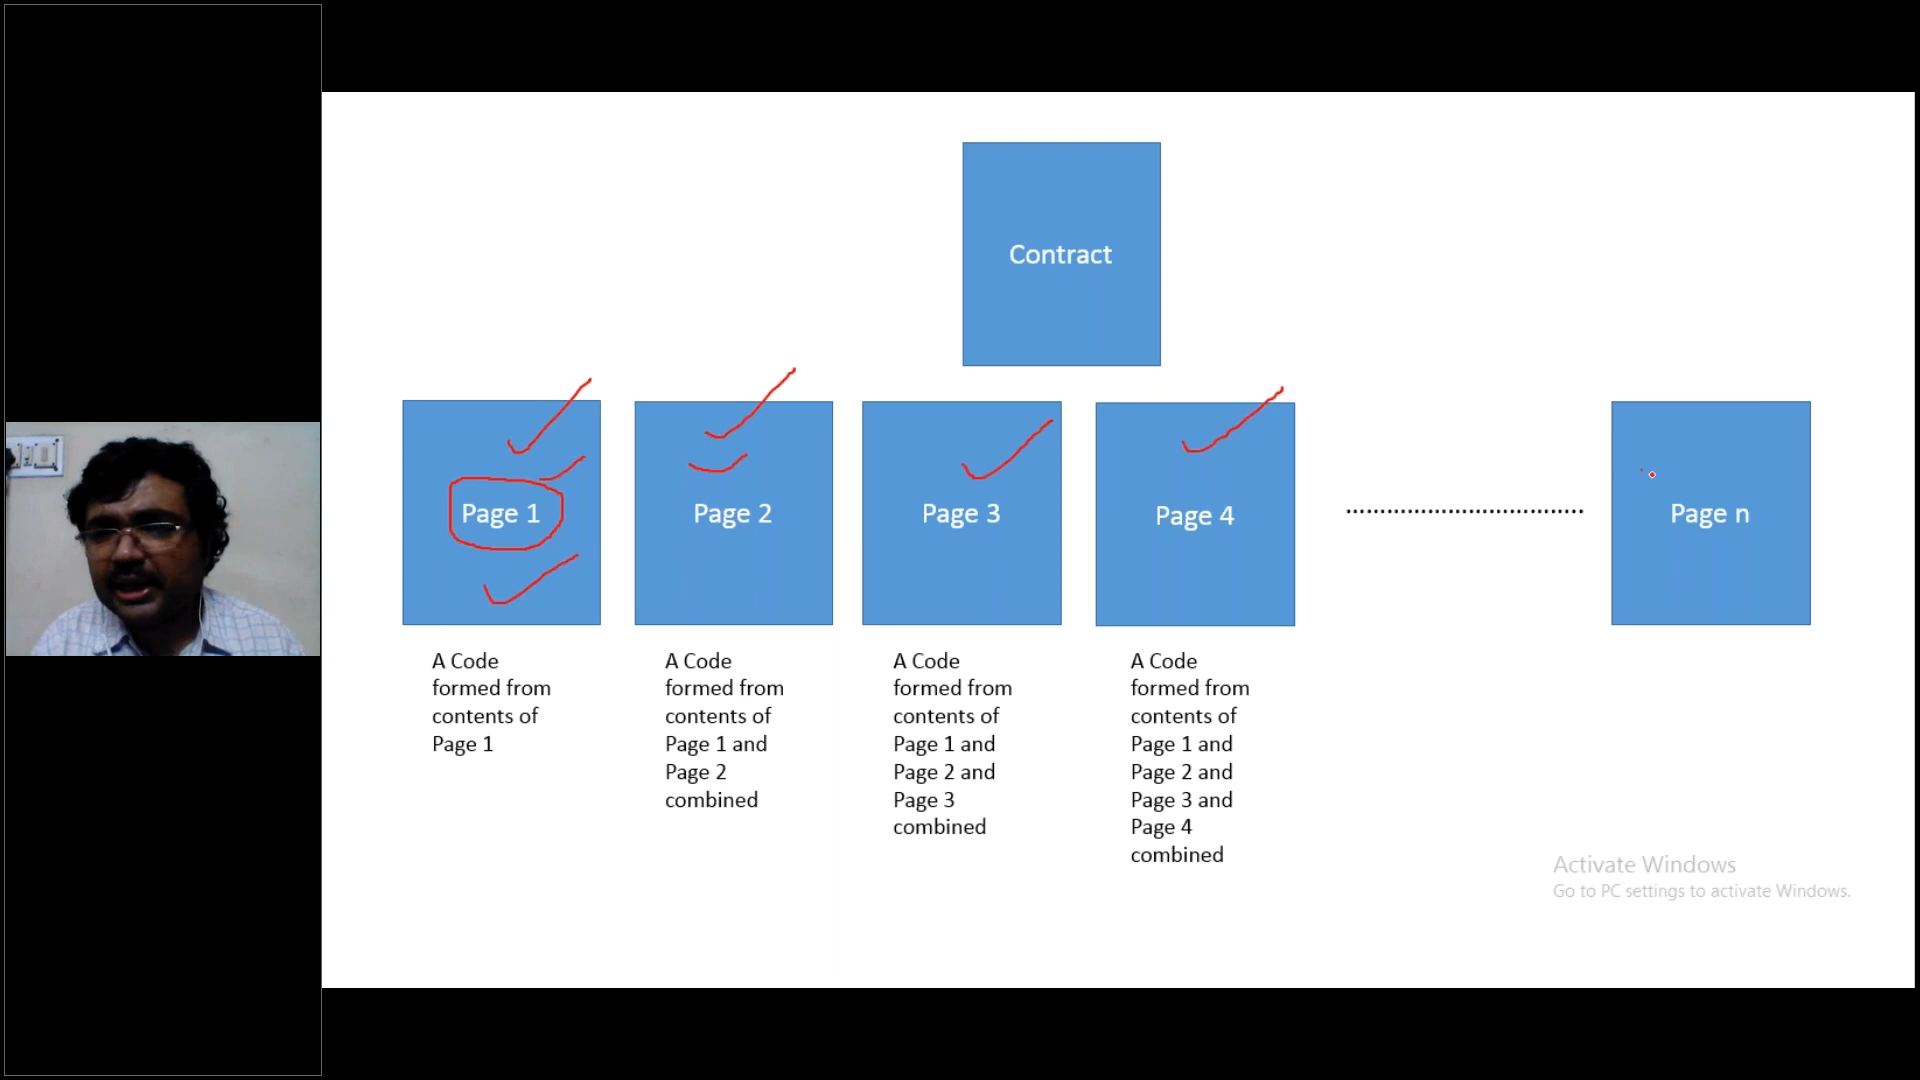 Contract
Page 1
Page 2
Page 3
Page 4
Page n
A Code
formed from
contents of
Page 1
A Code
formed from
contents of
Page 1 and
Page 2
combined
A Code
formed from
contents of
Page 1 and
Page 2 and
Page 3
combined
A Code
formed from
contents of
Page 1 and
Page 2 and
Page 3 and
Page 4
combined
Activate Windows
Go to PC settings to activate Windows.